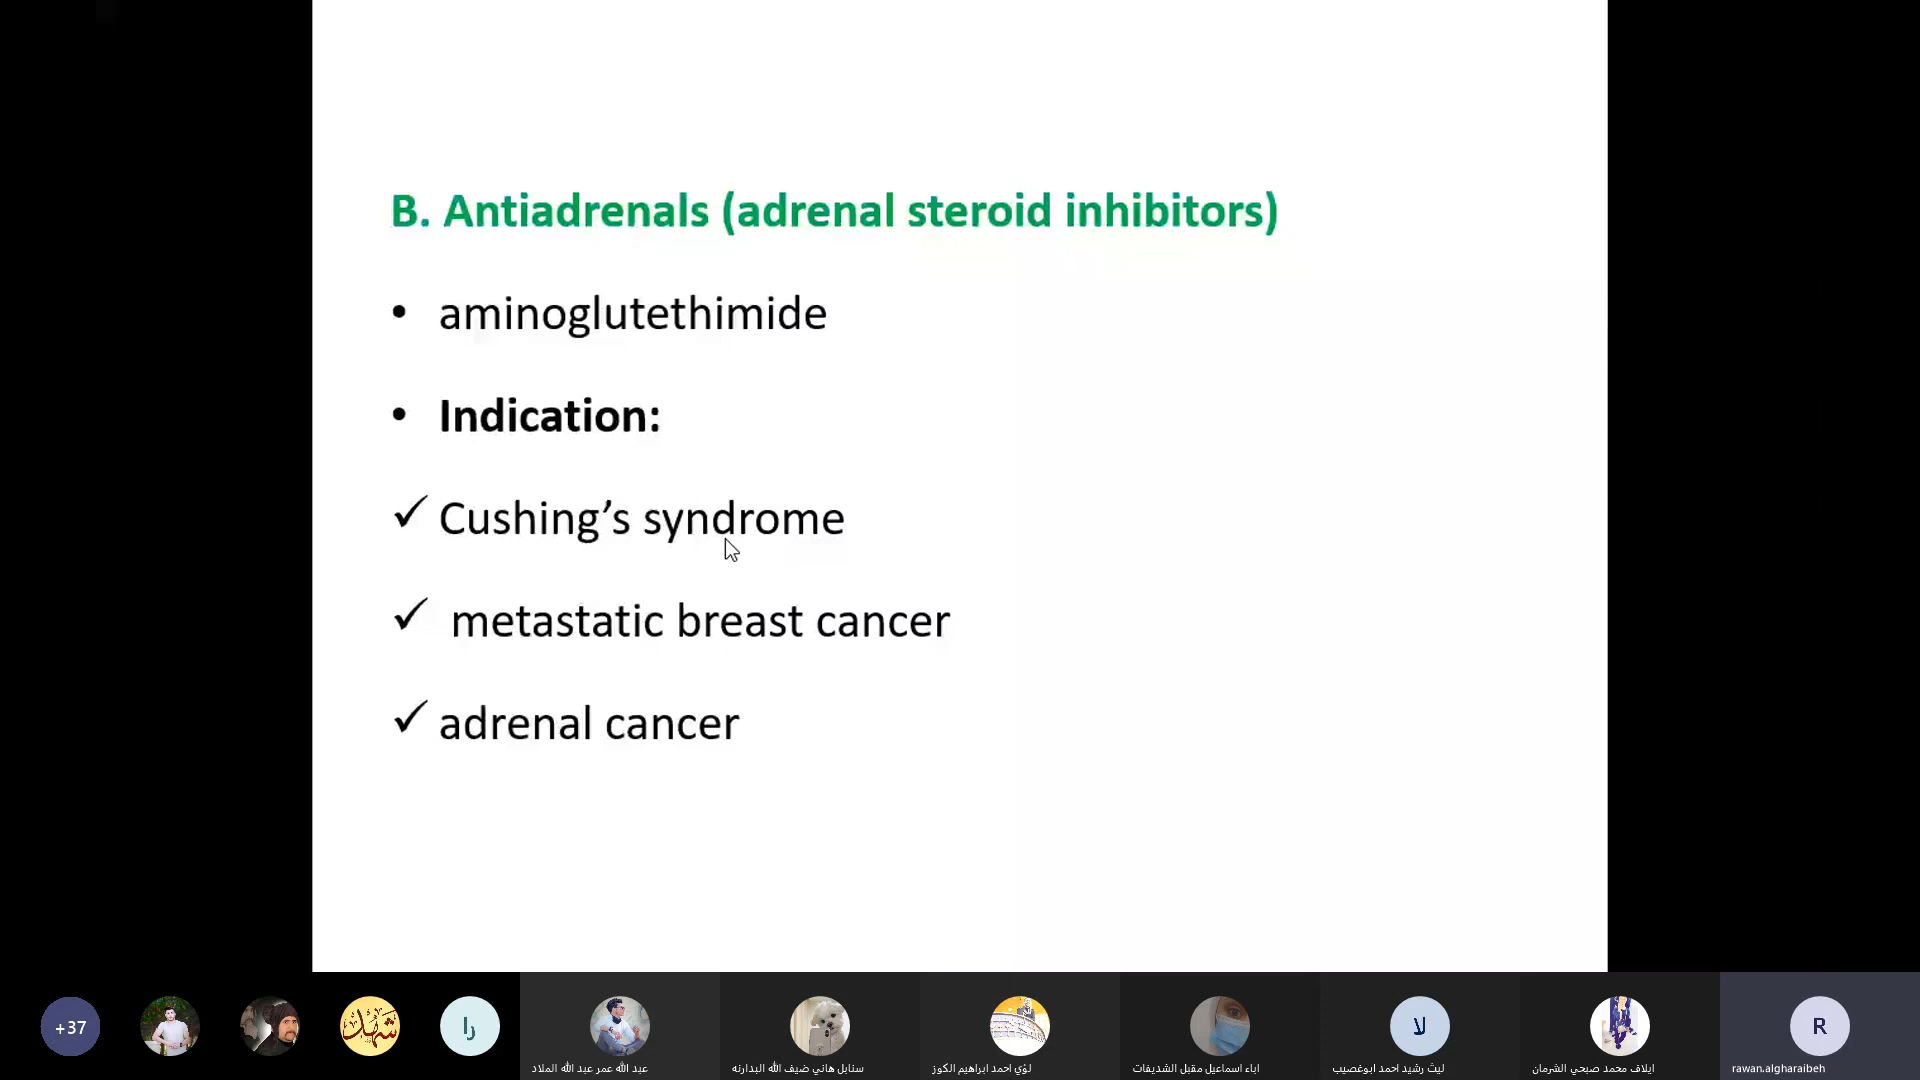 B. Antiadrenals (adrenal steroid inhibitors)
• aminoglutethimide
• Indication:
✓ Cushing’s syndrome
✓ metastatic breast cancer
✓ adrenal cancer
+37
شهد
را
لا
R
عبد الله عمر عبد الله الملاد
سنابل هاني ضيف الله البدارنه
لؤي احمد ابراهيم الكوز
اباء اسماعيل مقبل الشديفات
ليث رشيد احمد ابوغصيب
ايلاف محمد صبحي الشرمان
rawan.algharaibeh